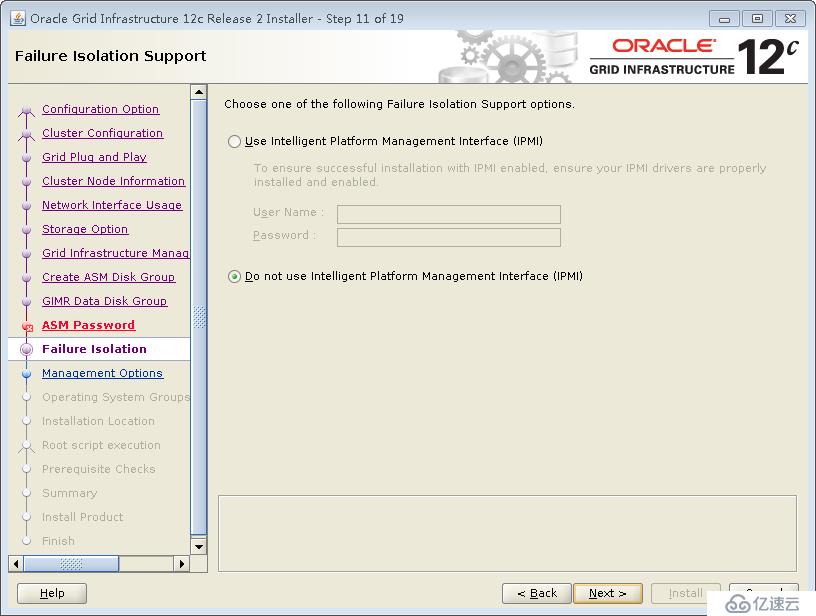 Oracle Grid Infrastructure 12c Release 2 Installer - Step 11 of 19
Failure Isolation Support
ORACLE
GRID INFRASTRUCTURE
12c
Configuration Option
Cluster Configuration
Grid Plug and Play
Cluster Node Information
Network Interface Usage
Storage Option
Grid Infrastructure Manag
Create ASM Disk Group
GIMR Data Disk Group
ASM Password
Failure Isolation
Management Options
Operating System Groups
Installation Location
Root script execution
Prerequisite Checks
Summary
Install Product
Finish
Choose one of the following Failure Isolation Support options.
Use Intelligent Platform Management Interface (IPMI)
To ensure successful installation with IPMI enabled, ensure your IPMI drivers are properly
installed and enabled.
User Name :
Password :
Do not use Intelligent Platform Management Interface (IPMI)
Help
< Back
Next >
Install
亿速云